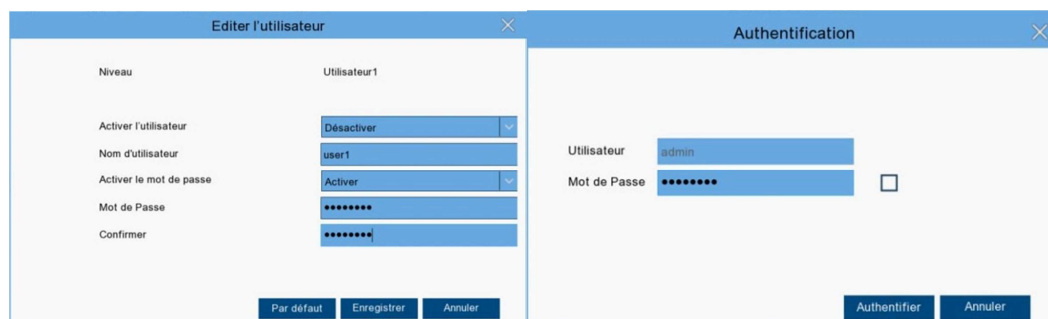 Editer l'utilisateur
Niveau Utilisateur1
Activer l'utilisateur Désactiver
Nom d'utilisateur user1
Activer le mot de passe Activer
Mot de Passe ••••••••
Confirmer ••••••••
Par défaut Enregistrer Annuler
Authentification
Utilisateur admin
Mot de Passe ••••••••
Authentifier Annuler